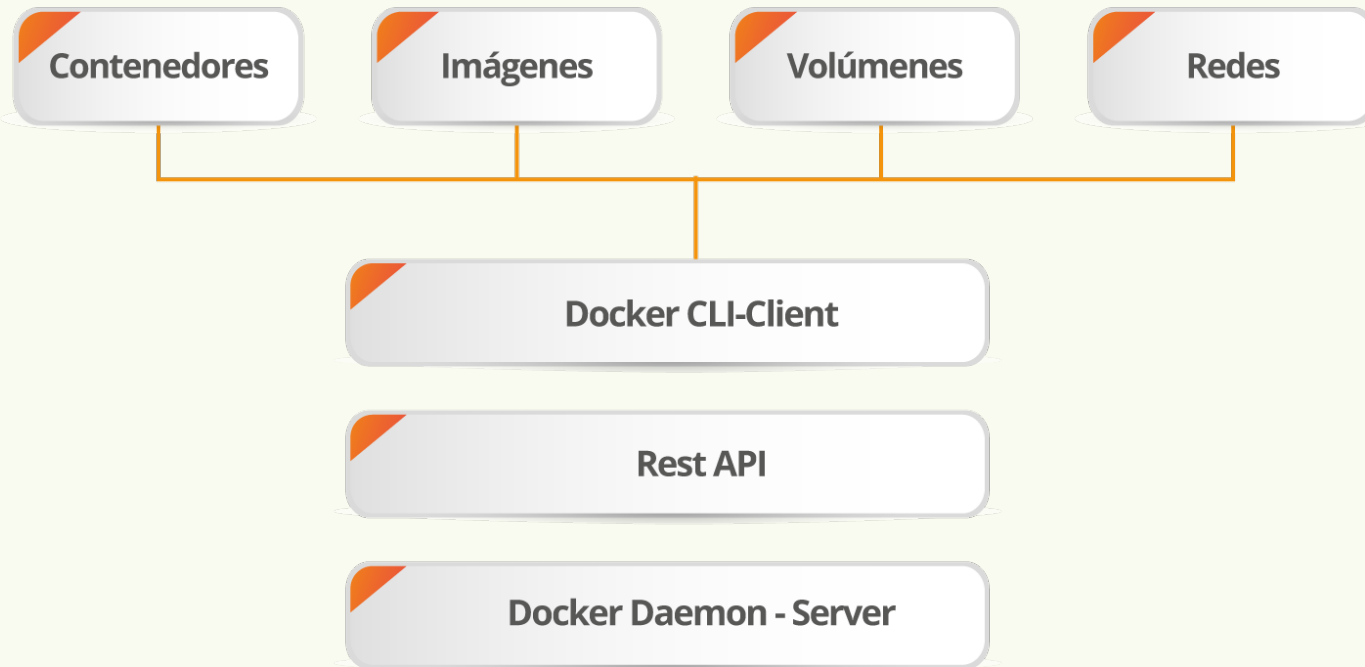 Contenedores
Imágenes
Volúmenes
Redes
Docker CLI-Client
Rest API
Docker Daemon - Server